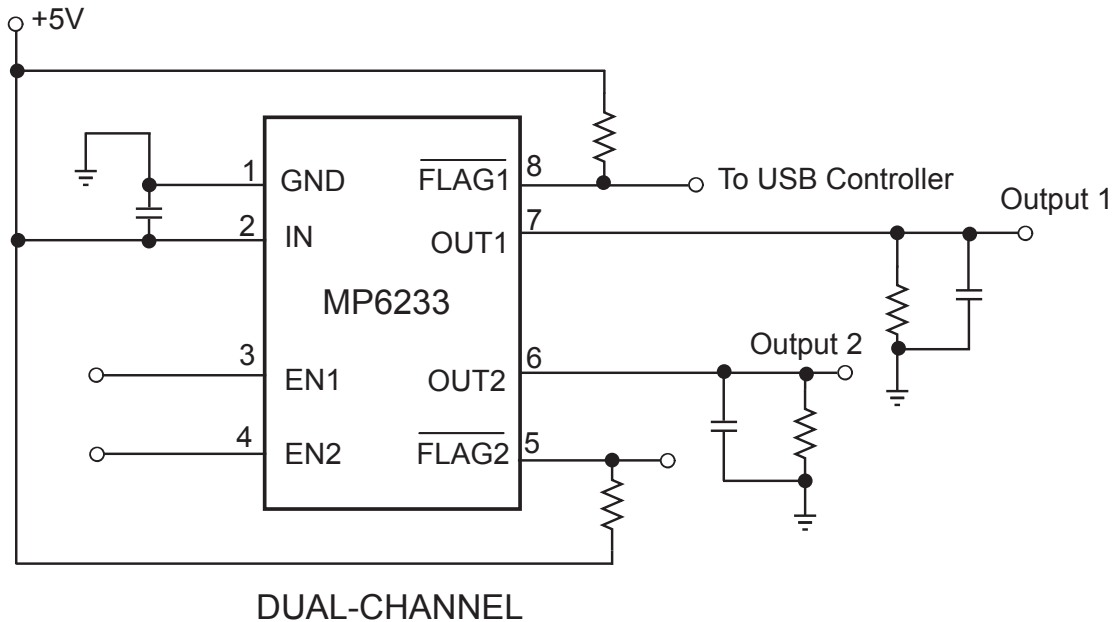 +5V
1
GND
FLAG1
8
To USB Controller
Output 1
2
IN
OUT1
7
MP6233
Output 2
3
EN1
OUT2
6
4
EN2
FLAG2
5
DUAL-CHANNEL